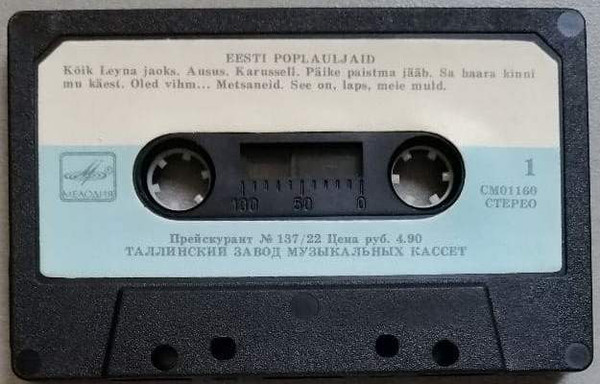 EESTI POPLAULJAID
Kõik Leyna jaoks. Ausus. Karussell. Päike paistma jääb. Sa haara kinni
mu käest. Oled vihm... Metsaneid. See on, laps, meie muld.
МЕЛОДИЯ
1
СМ01160
СТЕРЕО
100 50 0
Прейскурант № 137/22 Цена руб. 4.90
ТАЛЛИНСКИЙ ЗАВОД МУЗЫКАЛЬНЫХ КАССЕТ